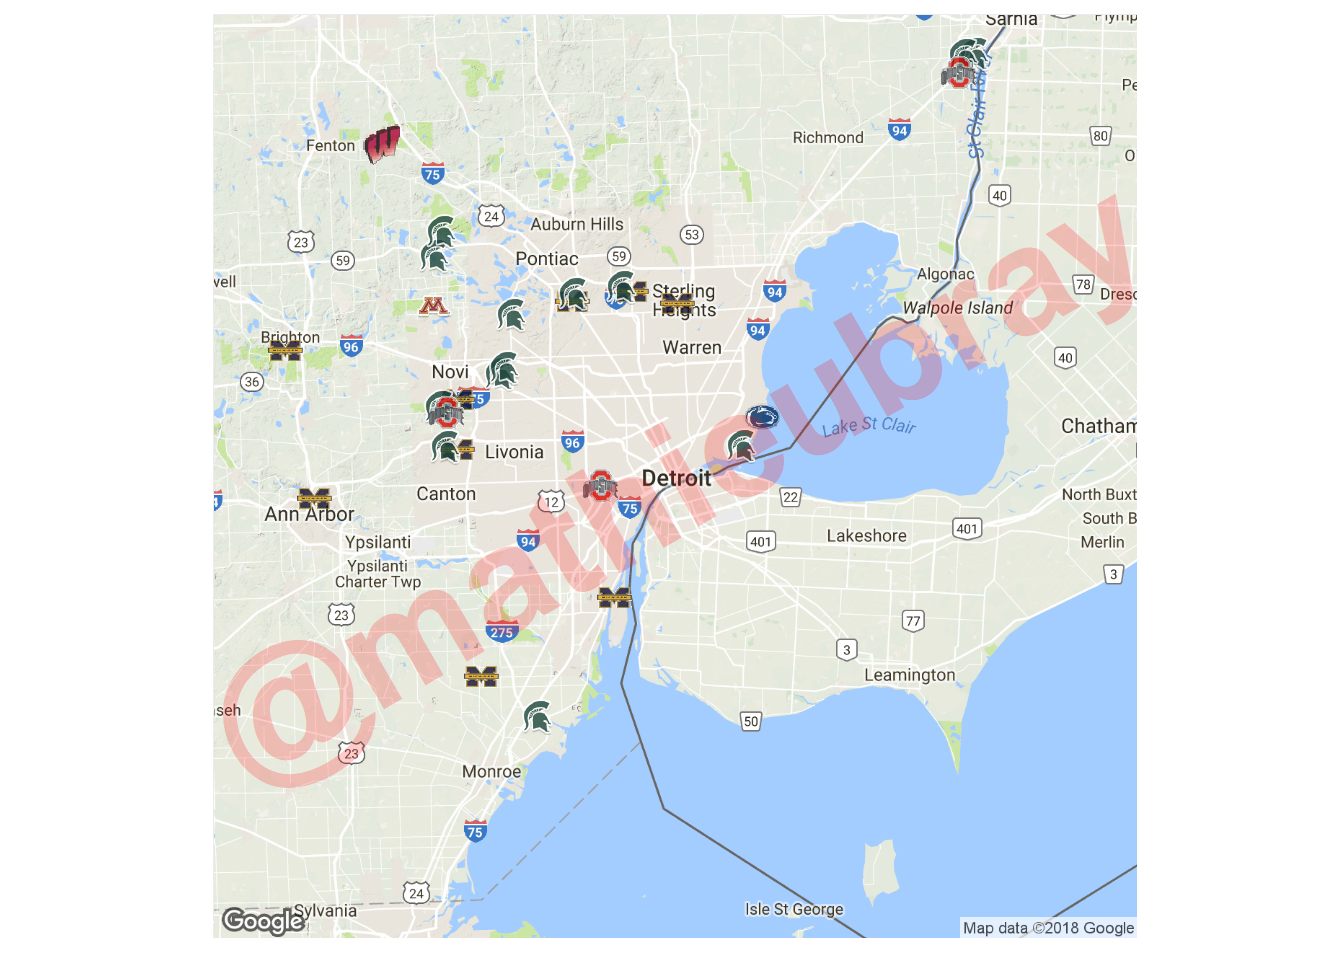 Sarnia
Plymp
Pe
Richmond
94
80
St Clair River
Fenton
75
O
40
24
Auburn Hills
53
23
59
Pontiac
59
well
Algonac
94
78
Dresc
Sterling
Heights
Walpole Island
94
Brighton
96
Warren
40
36
Novi
75
Lake St Clair
Chatham
96
Livonia
Detroit
Canton
12
75
22
North Buxt
4
Ann Arbor
South B
401
401
Lakeshore
Merlin
Ypsilanti
94
Ypsilanti
Charter Twp
3
23
77
275
3
Leamington
seh
50
23
Monroe
75
24
Sylvania
Isle St George
@mathieubray
Google
Map data ©2018 Google